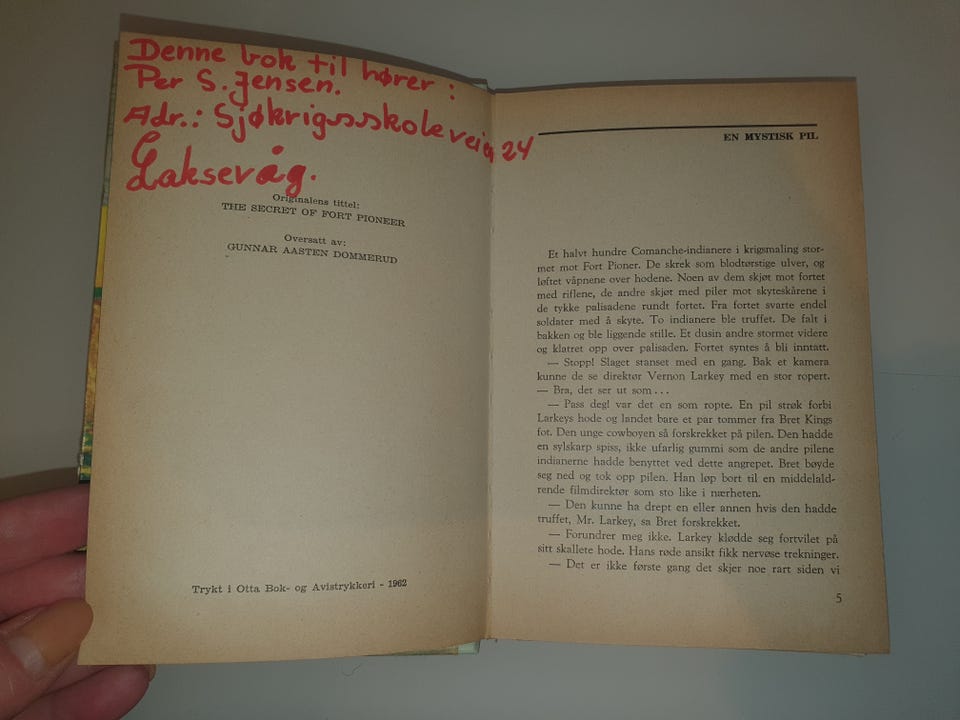 Denne bok til hører :
Per S. Jensen.
Adr.: Sjøkrigsskoleveien 24
Laksevåg.
Originalens tittel:
THE SECRET OF FORT PIONEER
Oversatt av:
GUNNAR AASTEN DOMMERUD
Trykt i Otta Bok- og Avistrykkeri - 1962
EN MYSTISK PIL
Et halvt hundre Comanche-indianere i krigsmaling stor-
met mot Fort Pioner. De skrek som blodtørstige ulver, og
løftet våpnene over hodene. Noen av dem skjøt mot fortet
med riflene, de andre skjøt med piler mot skyteskårene i
de tykke palisadene rundt fortet. Fra fortet svarte endel
soldater med å skyte. To indianere ble truffet. De falt i
bakken og ble liggende stille. Et dusin andre stormet videre
og klatret opp over palisaden. Fortet syntes å bli inntatt.
— Stopp! Slaget stanset med en gang. Bak et kamera
kunne de se direktør Vernon Larkey med en stor ropert.
— Bra, det ser ut som . . .
— Pass deg! var det en som ropte. En pil strøk forbi
Larkeys hode og landet bare et par tommer fra Bret Kings
fot. Den unge cowboyen så forskrekket på pilen. Den hadde
en sylskarp spiss, ikke ufarlig gummi som de andre pilene
indianerne hadde benyttet ved dette angrepet. Bret bøyde
seg ned og tok opp pilen. Han løp bort til en middelald-
rende filmdirektør som sto like i nærheten.
— Den kunne ha drept en eller annen hvis den hadde
truffet, Mr. Larkey, sa Bret forskrekket.
— Forundrer meg ikke. Larkey klødde seg fortvilet på
sitt skallete hode. Hans røde ansikt fikk nervøse trekninger.
— Det er ikke første gang det skjer noe rart siden vi
5